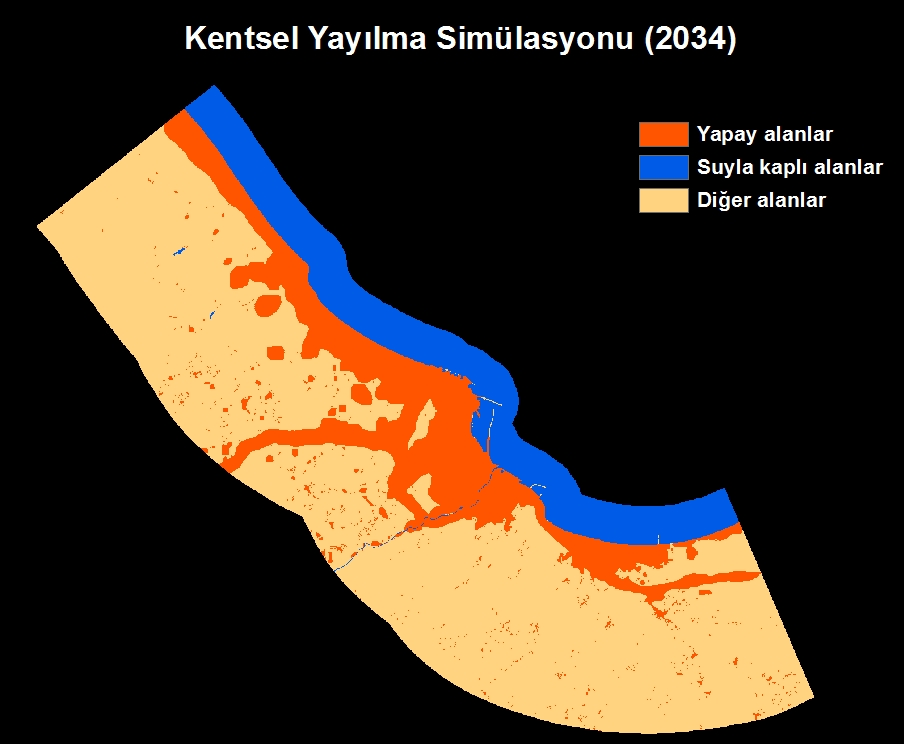 Kentsel Yayılma Simülasyonu (2034)
Yapay alanlar
Suyla kaplı alanlar
Diğer alanlar